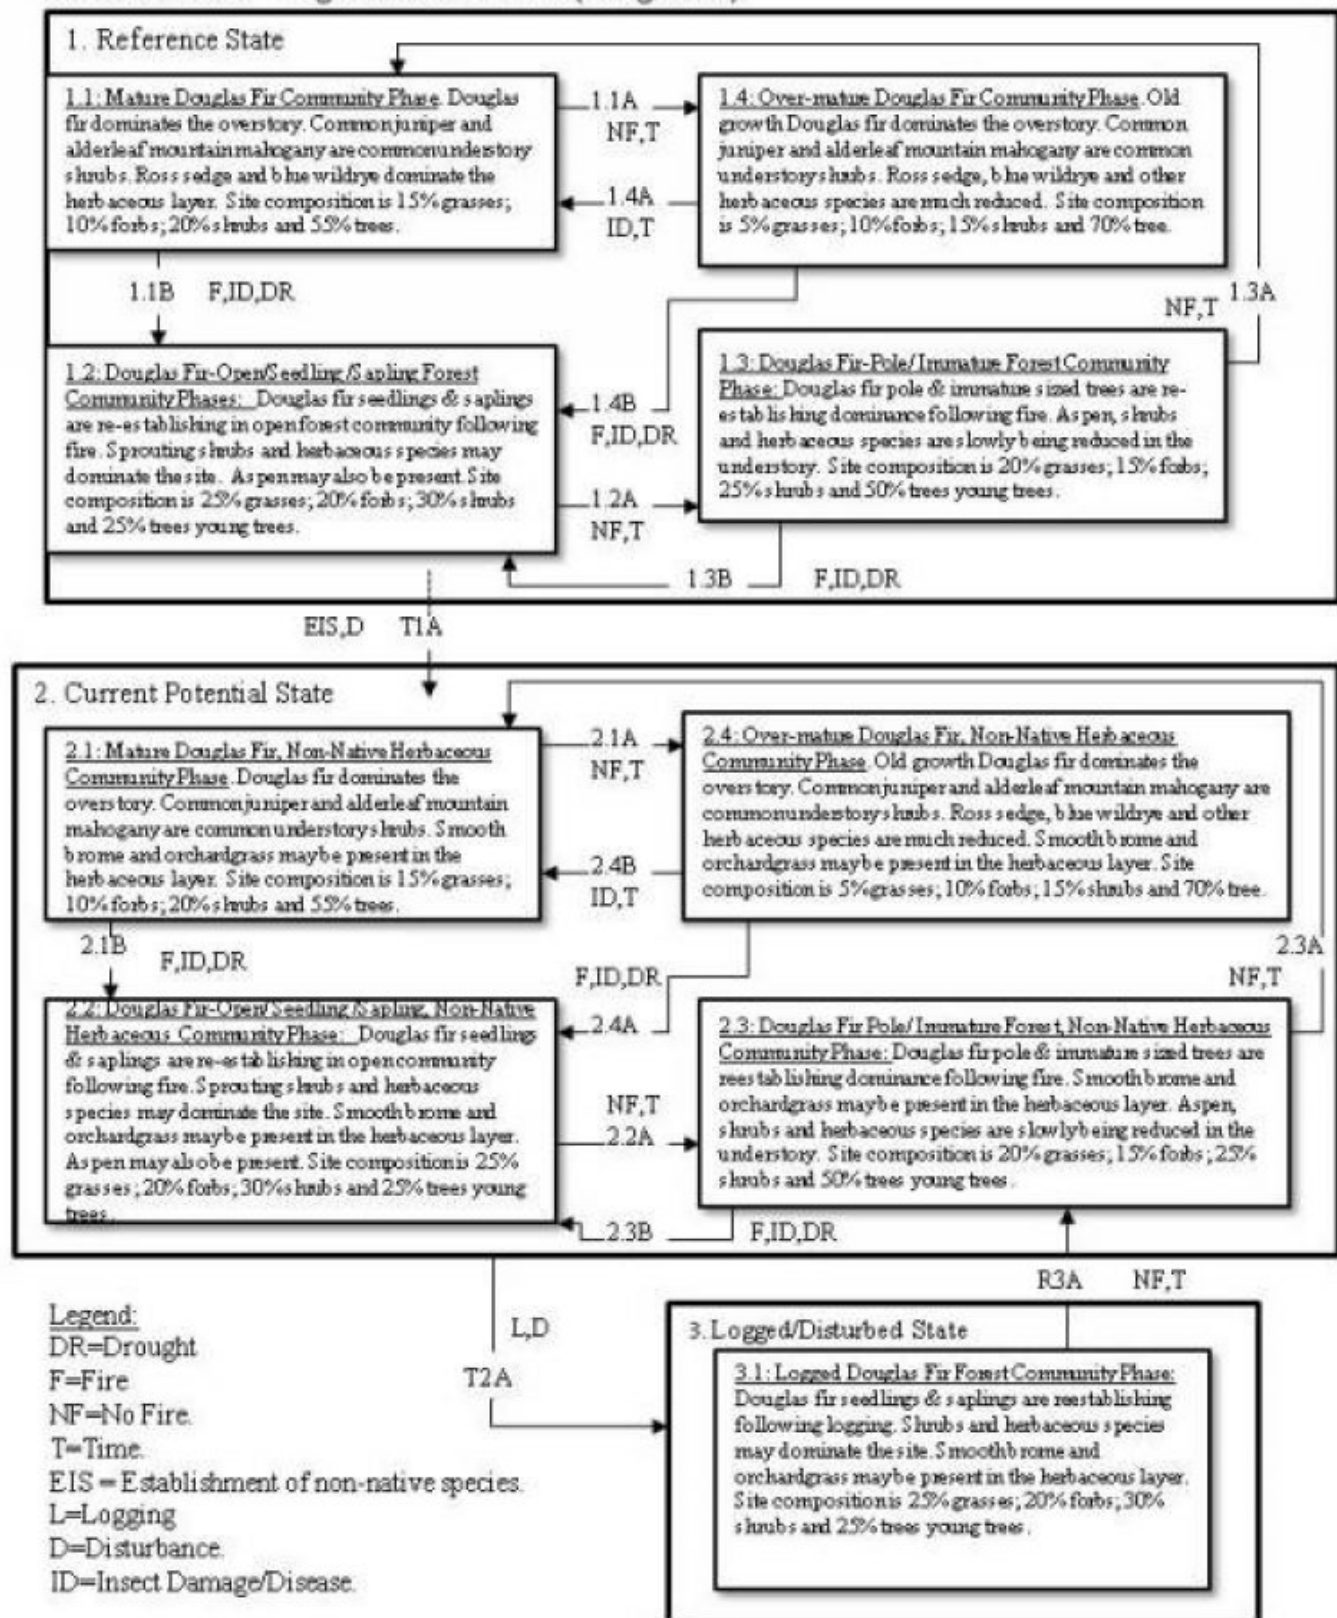 1. Reference State
1.1: Mature Douglas Fir Community Phase. Douglas
fir dominates the overstory. Common juniper and
alderleaf mountain mahogany are common understory
shrubs. Ross sedge and blue wildrye dominate the
herbaceous layer. Site composition is 15% grasses;
10% forbs; 20% shrubs and 55% trees.
1.1A
NF,T
1.4A
ID,T
1.4: Over-mature Douglas Fir Community Phase. Old
growth Douglas fir dominates the overstory. Common
juniper and alderleaf mountain mahogany are common
understory shrubs. Ross sedge, blue wildrye and other
herbaceous species are much reduced. Site composition
is 5% grasses; 10% forbs; 15% shrubs and 70% tree.
1.1B F,ID,DR
NF,T 1.3A
1.2: Douglas Fir-Open/Seedling/Sapling Forest
Community Phases: Douglas fir seedlings & saplings
are re-establishing in open forest community following
fire. Sprouting shrubs and herbaceous species may
dominate the site. Aspen may also be present. Site
composition is 25% grasses; 20% forbs; 30% shrubs
and 25% trees young trees.
1.4B
F,ID,DR
1.2A
NF,T
1.3: Douglas Fir-Pole/ Immature Forest Community
Phase: Douglas fir pole & immature sized trees are re-
establishing dominance following fire. Aspen, shrubs
and herbaceous species are slowly being reduced in the
understory. Site composition is 20% grasses; 15% forbs;
25% shrubs and 50% trees young trees.
1.3B F,ID,DR
EIS,D T1A
2. Current Potential State
2.1: Mature Douglas Fir, Non-Native Herbaceous
Community Phase. Douglas fir dominates the
overstory. Common juniper and alderleaf mountain
mahogany are common understory shrubs. Smooth
brome and orchardgrass may be present in the
herbaceous layer. Site composition is 15% grasses;
10% forbs; 20% shrubs and 55% trees.
2.1A
NF,T
2.4B
ID,T
2.4: Over-mature Douglas Fir, Non-Native Herbaceous
Community Phase. Old growth Douglas fir dominates the
overstory. Common juniper and alderleaf mountain mahogany are
common understory shrubs. Ross sedge, blue wildrye and other
herbaceous species are much reduced. Smooth brome and
orchardgrass may be present in the herbaceous layer. Site
composition is 5% grasses; 10% forbs; 15% shrubs and 70% tree.
2.1B
F,ID,DR
F,ID,DR
2.4A
2.3A
NF,T
2.2: Douglas Fir-Open/Seedling/Sapling, Non-Native
Herbaceous Community Phase: Douglas fir seedlings
& saplings are re-establishing in open community
following fire. Sprouting shrubs and herbaceous
species may dominate the site. Smooth brome and
orchardgrass may be present in the herbaceous layer.
Aspen may also be present. Site composition is 25%
grasses; 20% forbs; 30% shrubs and 25% trees young
trees.
NF,T
2.2A
2.3: Douglas Fir Pole/ Immature Forest, Non-Native Herbaceous
Community Phase: Douglas fir pole & immature sized trees are
reestablishing dominance following fire. Smooth brome and
orchardgrass may be present in the herbaceous layer. Aspen,
shrubs and herbaceous species are slowly being reduced in the
understory. Site composition is 20% grasses; 15% forbs; 25%
shrubs and 50% trees young trees.
2.3B F,ID,DR
L,D
T2A
R3A NF,T
3. Logged/Disturbed State
3.1: Logged Douglas Fir Forest Community Phase:
Douglas fir seedlings & saplings are reestablishing
following logging. Shrubs and herbaceous species
may dominate the site. Smooth brome and
orchardgrass may be present in the herbaceous layer.
Site composition is 25% grasses; 20% forbs; 30%
shrubs and 25% trees young trees.
Legend:
DR=Drought
F=Fire
NF=No Fire.
T=Time.
EIS = Establishment of non-native species.
L=Logging
D=Disturbance.
ID=Insect Damage/Disease.